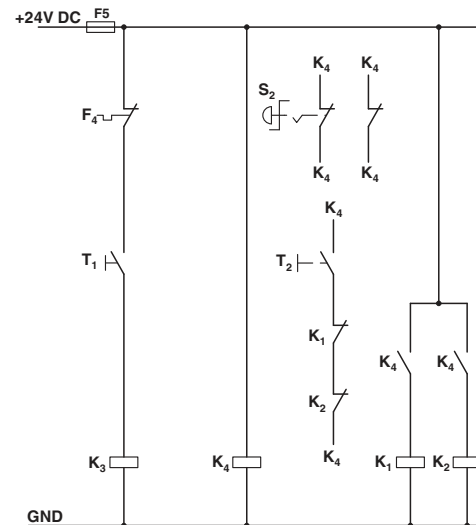 +24V DC F5
K4 K4
S2
F4
K4 K4
K4
T1 T2
K1
K4 K4
K2
K3 K4 K4 K1 K2
GND